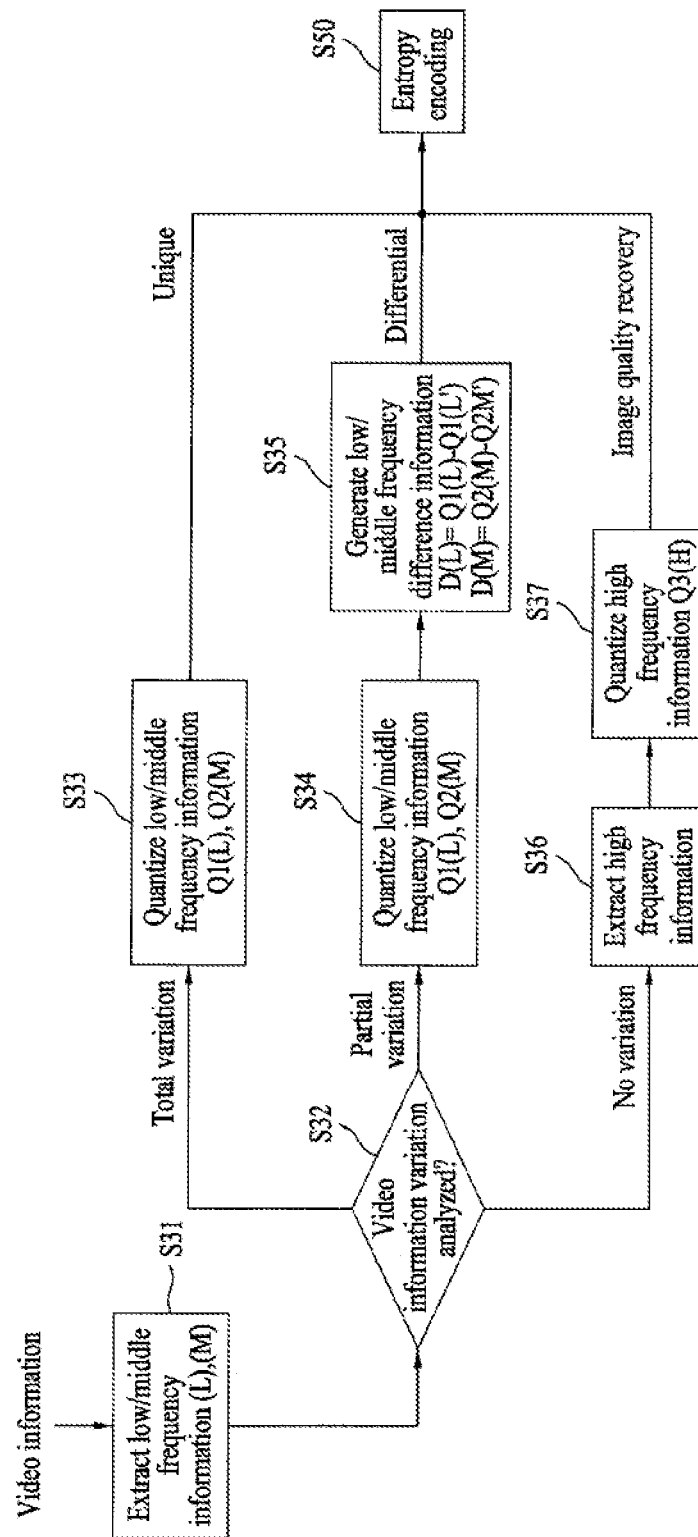 Video information
S31
Extract low/middle
frequency
information (L),(M)
S32
Video
information variation
analyzed?
Total variation
S33
Quantize low/middle
frequency information
Q1(L), Q2(M)
Unique
Partial
variation
S34
Quantize low/middle
frequency information
Q1(L), Q2(M)
S35
Generate low/
middle frequency
difference information
D(L)= Q1(L)-Q1(L')
D(M)= Q2(M)-Q2M')
Differential
No variation
S36
Extract high
frequency
information
S37
Quantize high
frequency
information Q3(H)
Image quality recovery
S50
Entropy
encoding